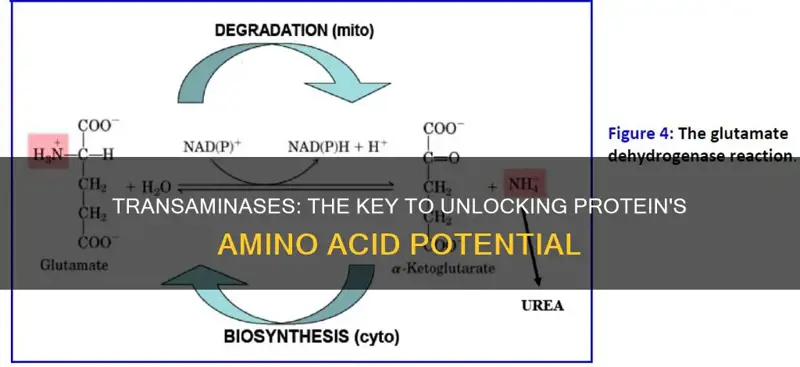 DEGRADATION (mito)
COO⁻
H₃N⁺—C—H
CH₂
CH₂
COO⁻
Glutamate
+ H₂O
NAD(P)⁺
NAD(P)H + H⁺
COO⁻
C=O
CH₂
CH₂
COO⁻
α-Ketoglutarate
+ NH₄⁺
UREA
BIOSYNTHESIS (cyto)
Figure 4: The glutamate
dehydrogenase reaction.
TRANSAMINASES: THE KEY TO UNLOCKING PROTEIN'S
AMINO ACID POTENTIAL